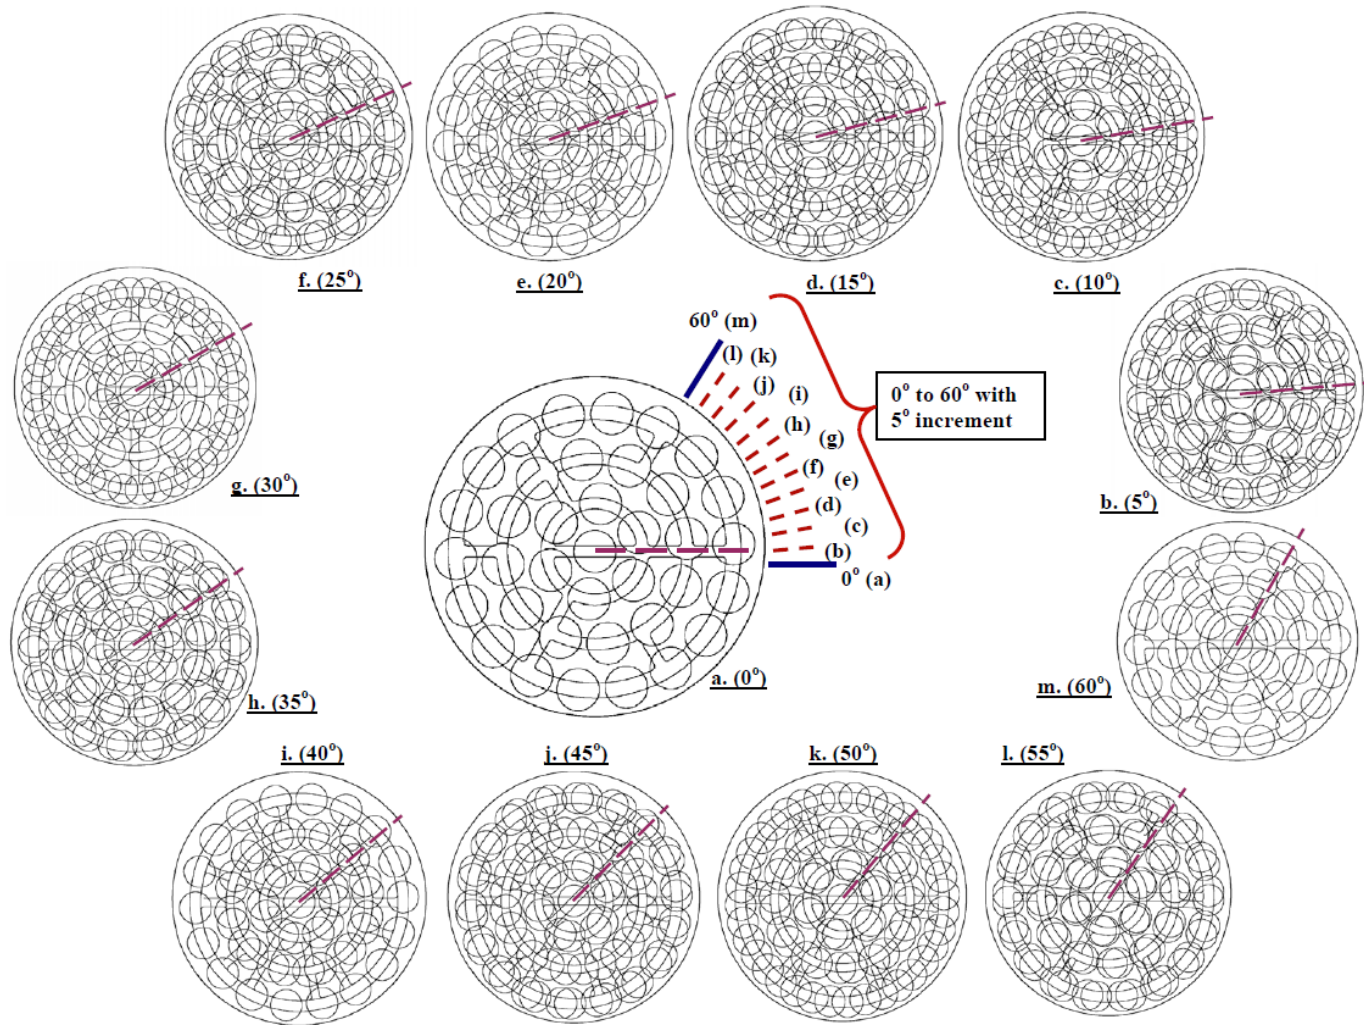 f. (25°)
e. (20°)
d. (15°)
c. (10°)
60° (m)
(l) (k)
(j)
(i)
(h)
(g)
(f)
(e)
(d)
(c)
(b)
0° (a)
0° to 60° with
5° increment
b. (5°)
g. (30°)
a. (0°)
m. (60°)
h. (35°)
i. (40°)
j. (45°)
k. (50°)
l. (55°)